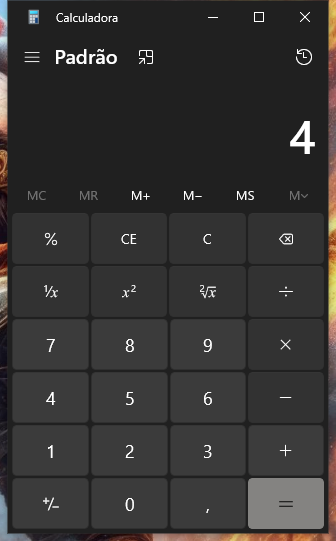 Calculadora
Padrão
4
MC MR M+ M− MS M
% CE C
¹/x x² ²√x ÷
7 8 9 ×
4 5 6 −
1 2 3 +
+/− 0 , =